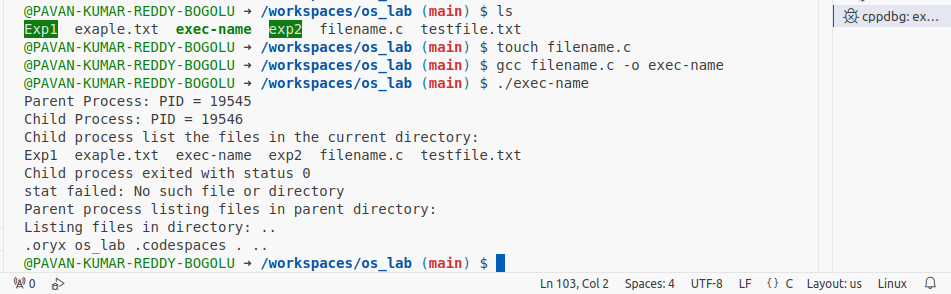 @PAVAN-KUMAR-REDDY-BOGOLU ➜ /workspaces/os_lab (main) $ ls
Exp1  exaple.txt  exec-name  exp2  filename.c  testfile.txt
@PAVAN-KUMAR-REDDY-BOGOLU ➜ /workspaces/os_lab (main) $ touch filename.c
@PAVAN-KUMAR-REDDY-BOGOLU ➜ /workspaces/os_lab (main) $ gcc filename.c -o exec-name
@PAVAN-KUMAR-REDDY-BOGOLU ➜ /workspaces/os_lab (main) $ ./exec-name
Parent Process: PID = 19545
Child Process: PID = 19546
Child process list the files in the current directory:
Exp1  exaple.txt  exec-name  exp2  filename.c  testfile.txt
Child process exited with status 0
stat failed: No such file or directory
Parent process listing files in parent directory:
Listing files in directory: ..
.oryx os_lab .codespaces . ..
@PAVAN-KUMAR-REDDY-BOGOLU ➜ /workspaces/os_lab (main) $
cppdbg: ex...
0
Ln 103, Col 2  Spaces: 4  UTF-8  LF  {} C  Layout: us  Linux